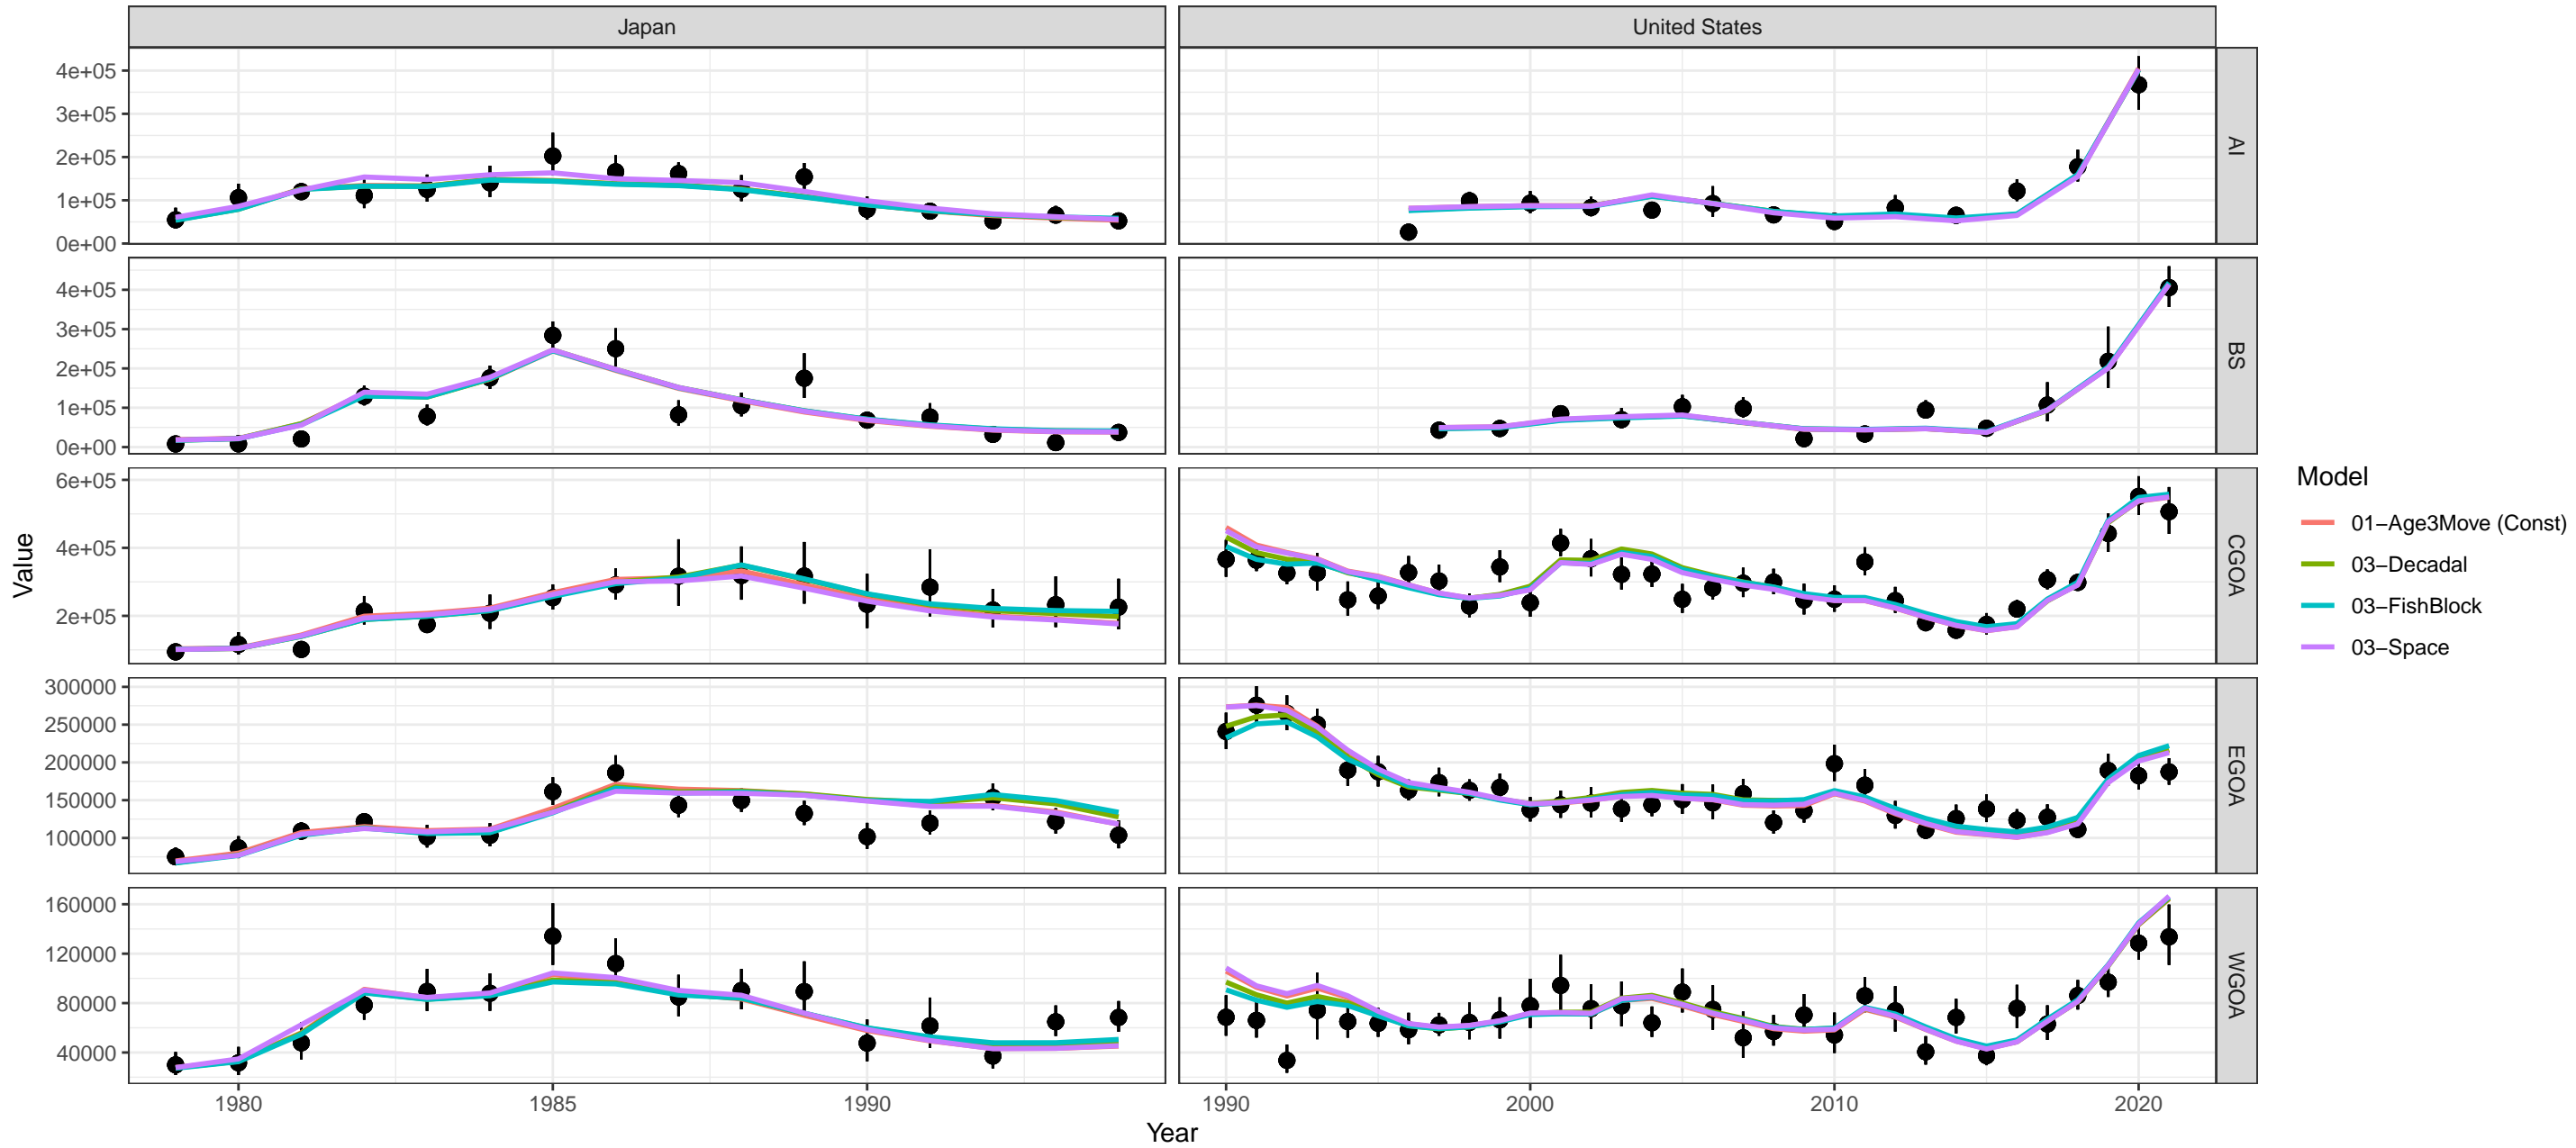 Japan
United States
Value
4e+05
3e+05
2e+05
1e+05
0e+00
AI
4e+05
3e+05
2e+05
1e+05
0e+00
BS
6e+05
4e+05
2e+05
CGOA
300000
250000
200000
150000
100000
EGOA
160000
120000
80000
40000
WGOA
1980
1985
1990
1990
2000
2010
2020
Year
Model
01−Age3Move (Const)
03−Decadal
03−FishBlock
03−Space